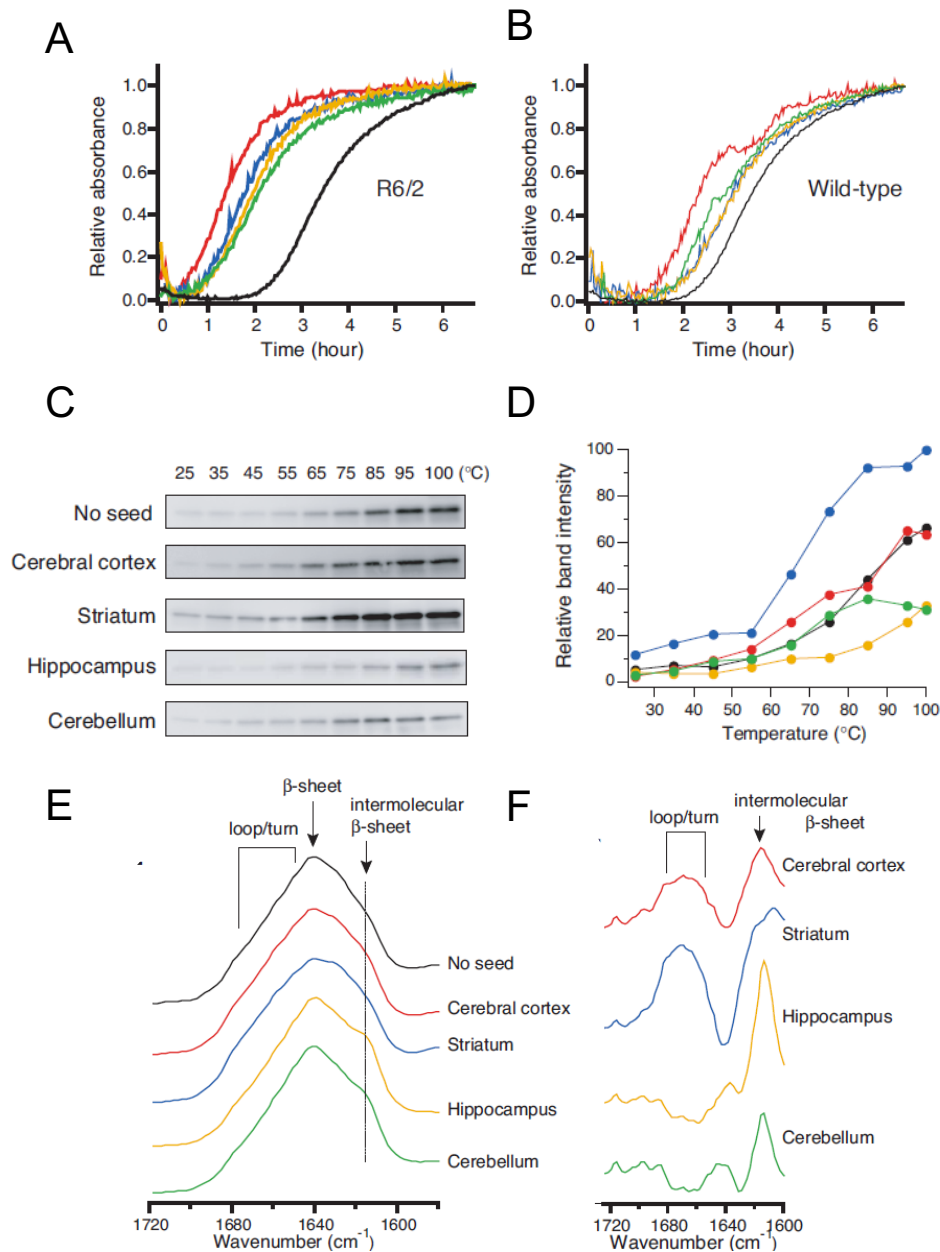 A
Relative absorbance
1.0
0.8
0.6
0.4
0.2
0.0
R6/2
0 1 2 3 4 5 6
Time (hour)
B
Relative absorbance
1.0
0.8
0.6
0.4
0.2
0.0
Wild-type
0 1 2 3 4 5 6
Time (hour)
C
25 35 45 55 65 75 85 95 100 (°C)
No seed
Cerebral cortex
Striatum
Hippocampus
Cerebellum
D
Relative band intensity
100
80
60
40
20
0
30 40 50 60 70 80 90 100
Temperature (°C)
E
β-sheet
loop/turn
intermolecular
β-sheet
No seed
Cerebral cortex
Striatum
Hippocampus
Cerebellum
1720 1680 1640 1600
Wavenumber (cm⁻¹)
F
loop/turn
intermolecular
β-sheet
Cerebral cortex
Striatum
Hippocampus
Cerebellum
1720 1680 1640 1600
Wavenumber (cm⁻¹)